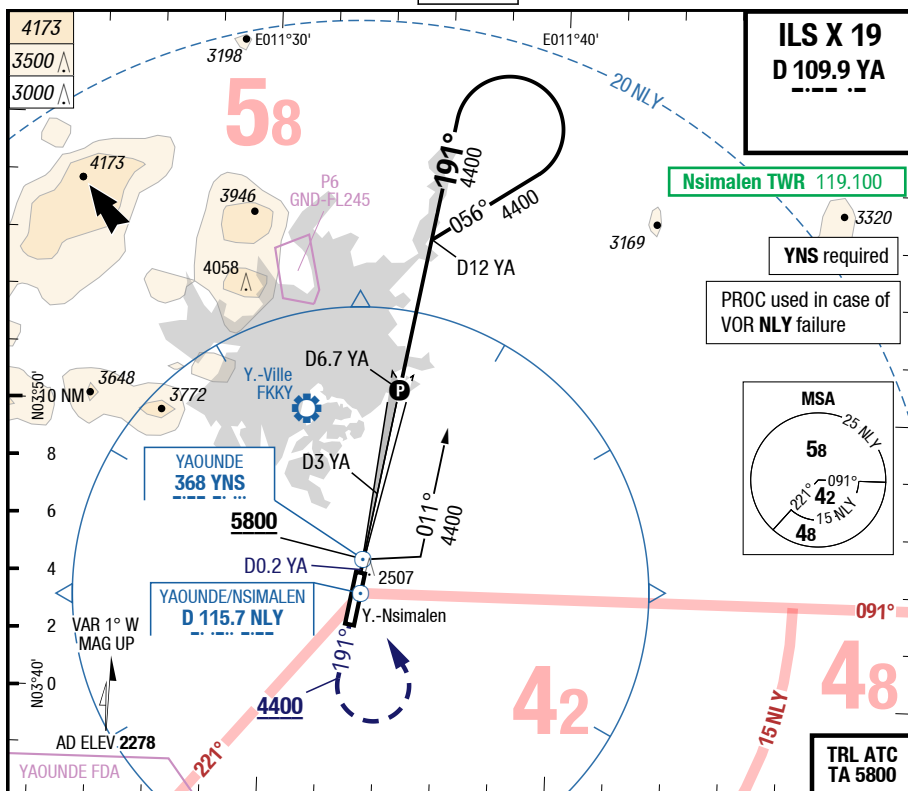 4173
3500
3000
3198
E011°30'
E011°40'
20 NLY
ILS X 19
D 109.9 YA
58
4173
3946
4058
P6
GND-FL245
191°
4400
056°
4400
D12 YA
Nsimalen TWR 119.100
3169
3320
YNS required
PROC used in case of
VOR NLY failure
N03°50'
10 NM
3648
3772
Y.-Ville
FKKY
D6.7 YA
P
D3 YA
MSA
25 NLY
58
091°
221°
42
15 NLY
48
8
YAOUNDE
368 YNS
6
5800
011°
4400
4
D0.2 YA
2507
YAOUNDE/NSIMALEN
D 115.7 NLY
Y.-Nsimalen
091°
2
VAR 1° W
MAG UP
191°
N03°40'
0
4400
42
48
15 NLY
221°
AD ELEV 2278
YAOUNDE FDA
TRL ATC
TA 5800